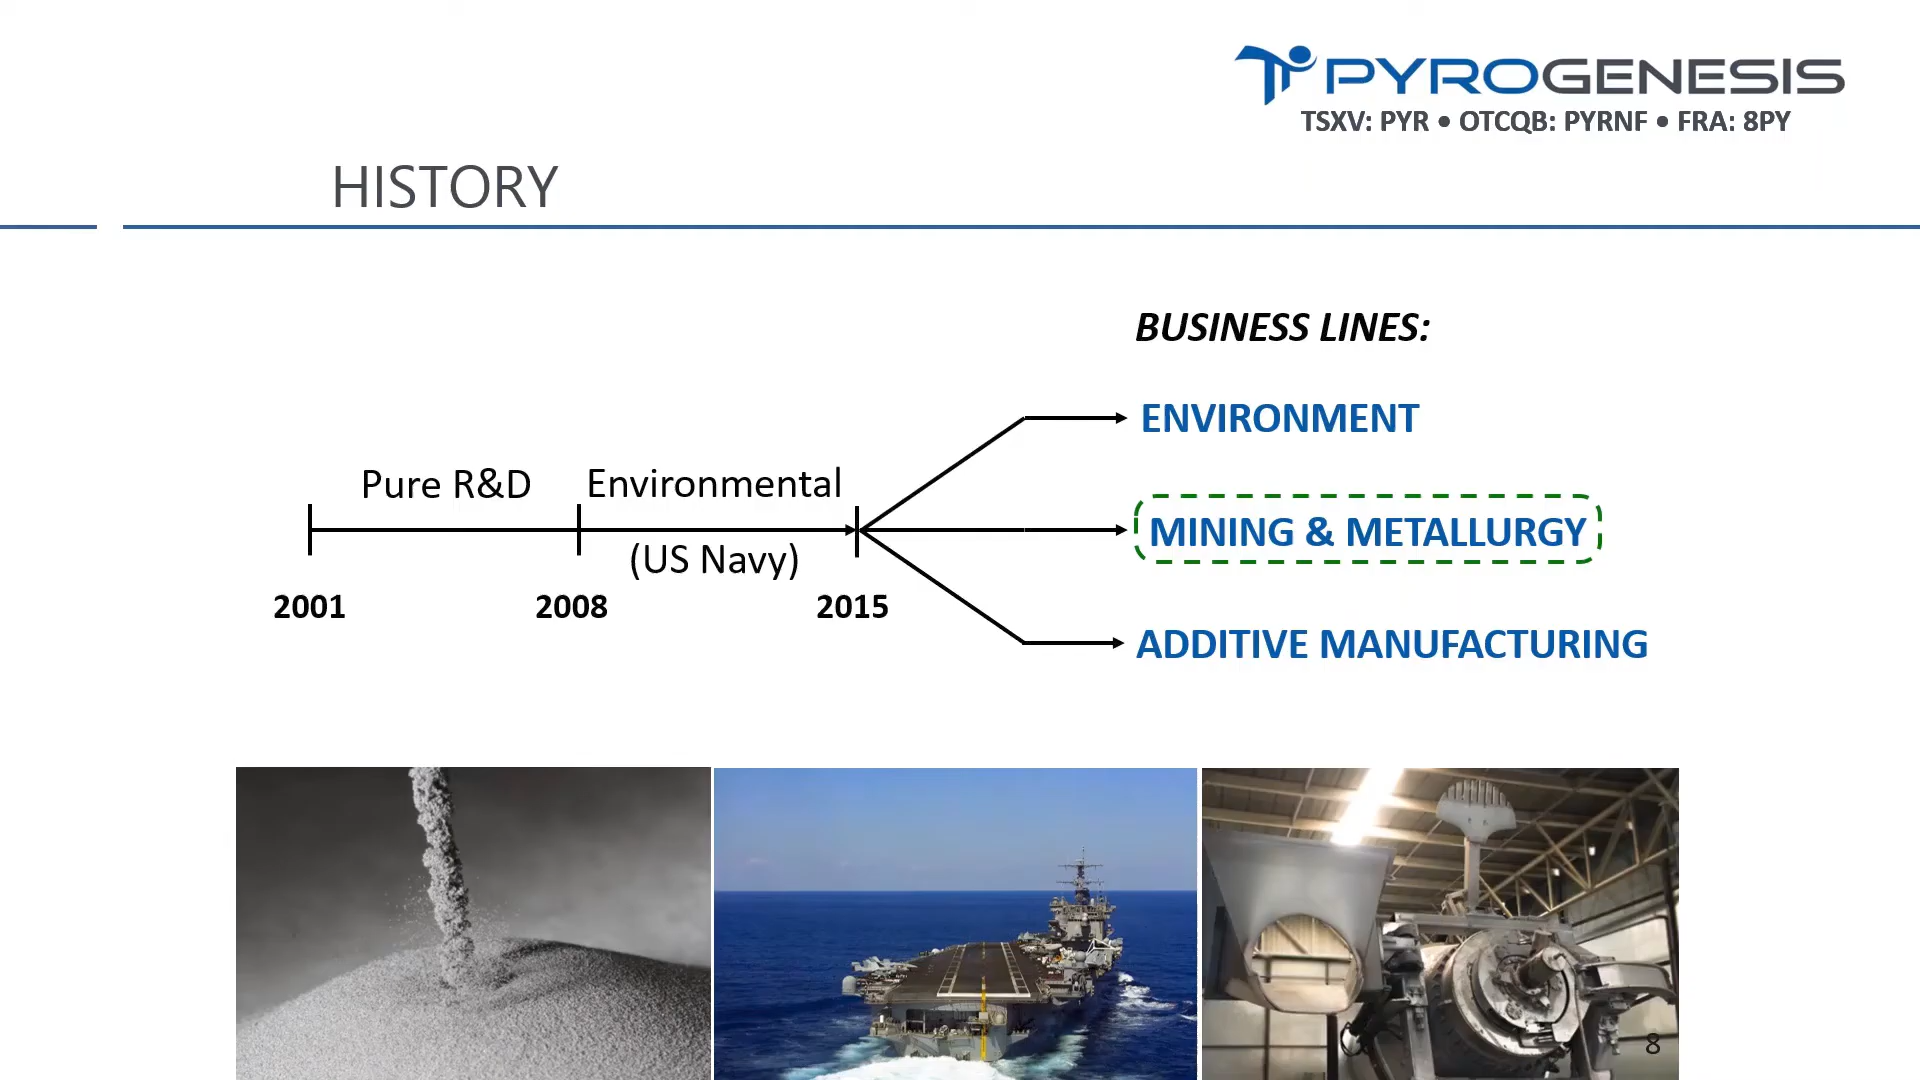 PYROGENESIS
TSXV: PYR • OTCQB: PYRNF • FRA: 8PY
HISTORY
BUSINESS LINES:
ENVIRONMENT
Pure R&D
Environmental
MINING & METALLURGY
(US Navy)
2001
2008
2015
ADDITIVE MANUFACTURING
8